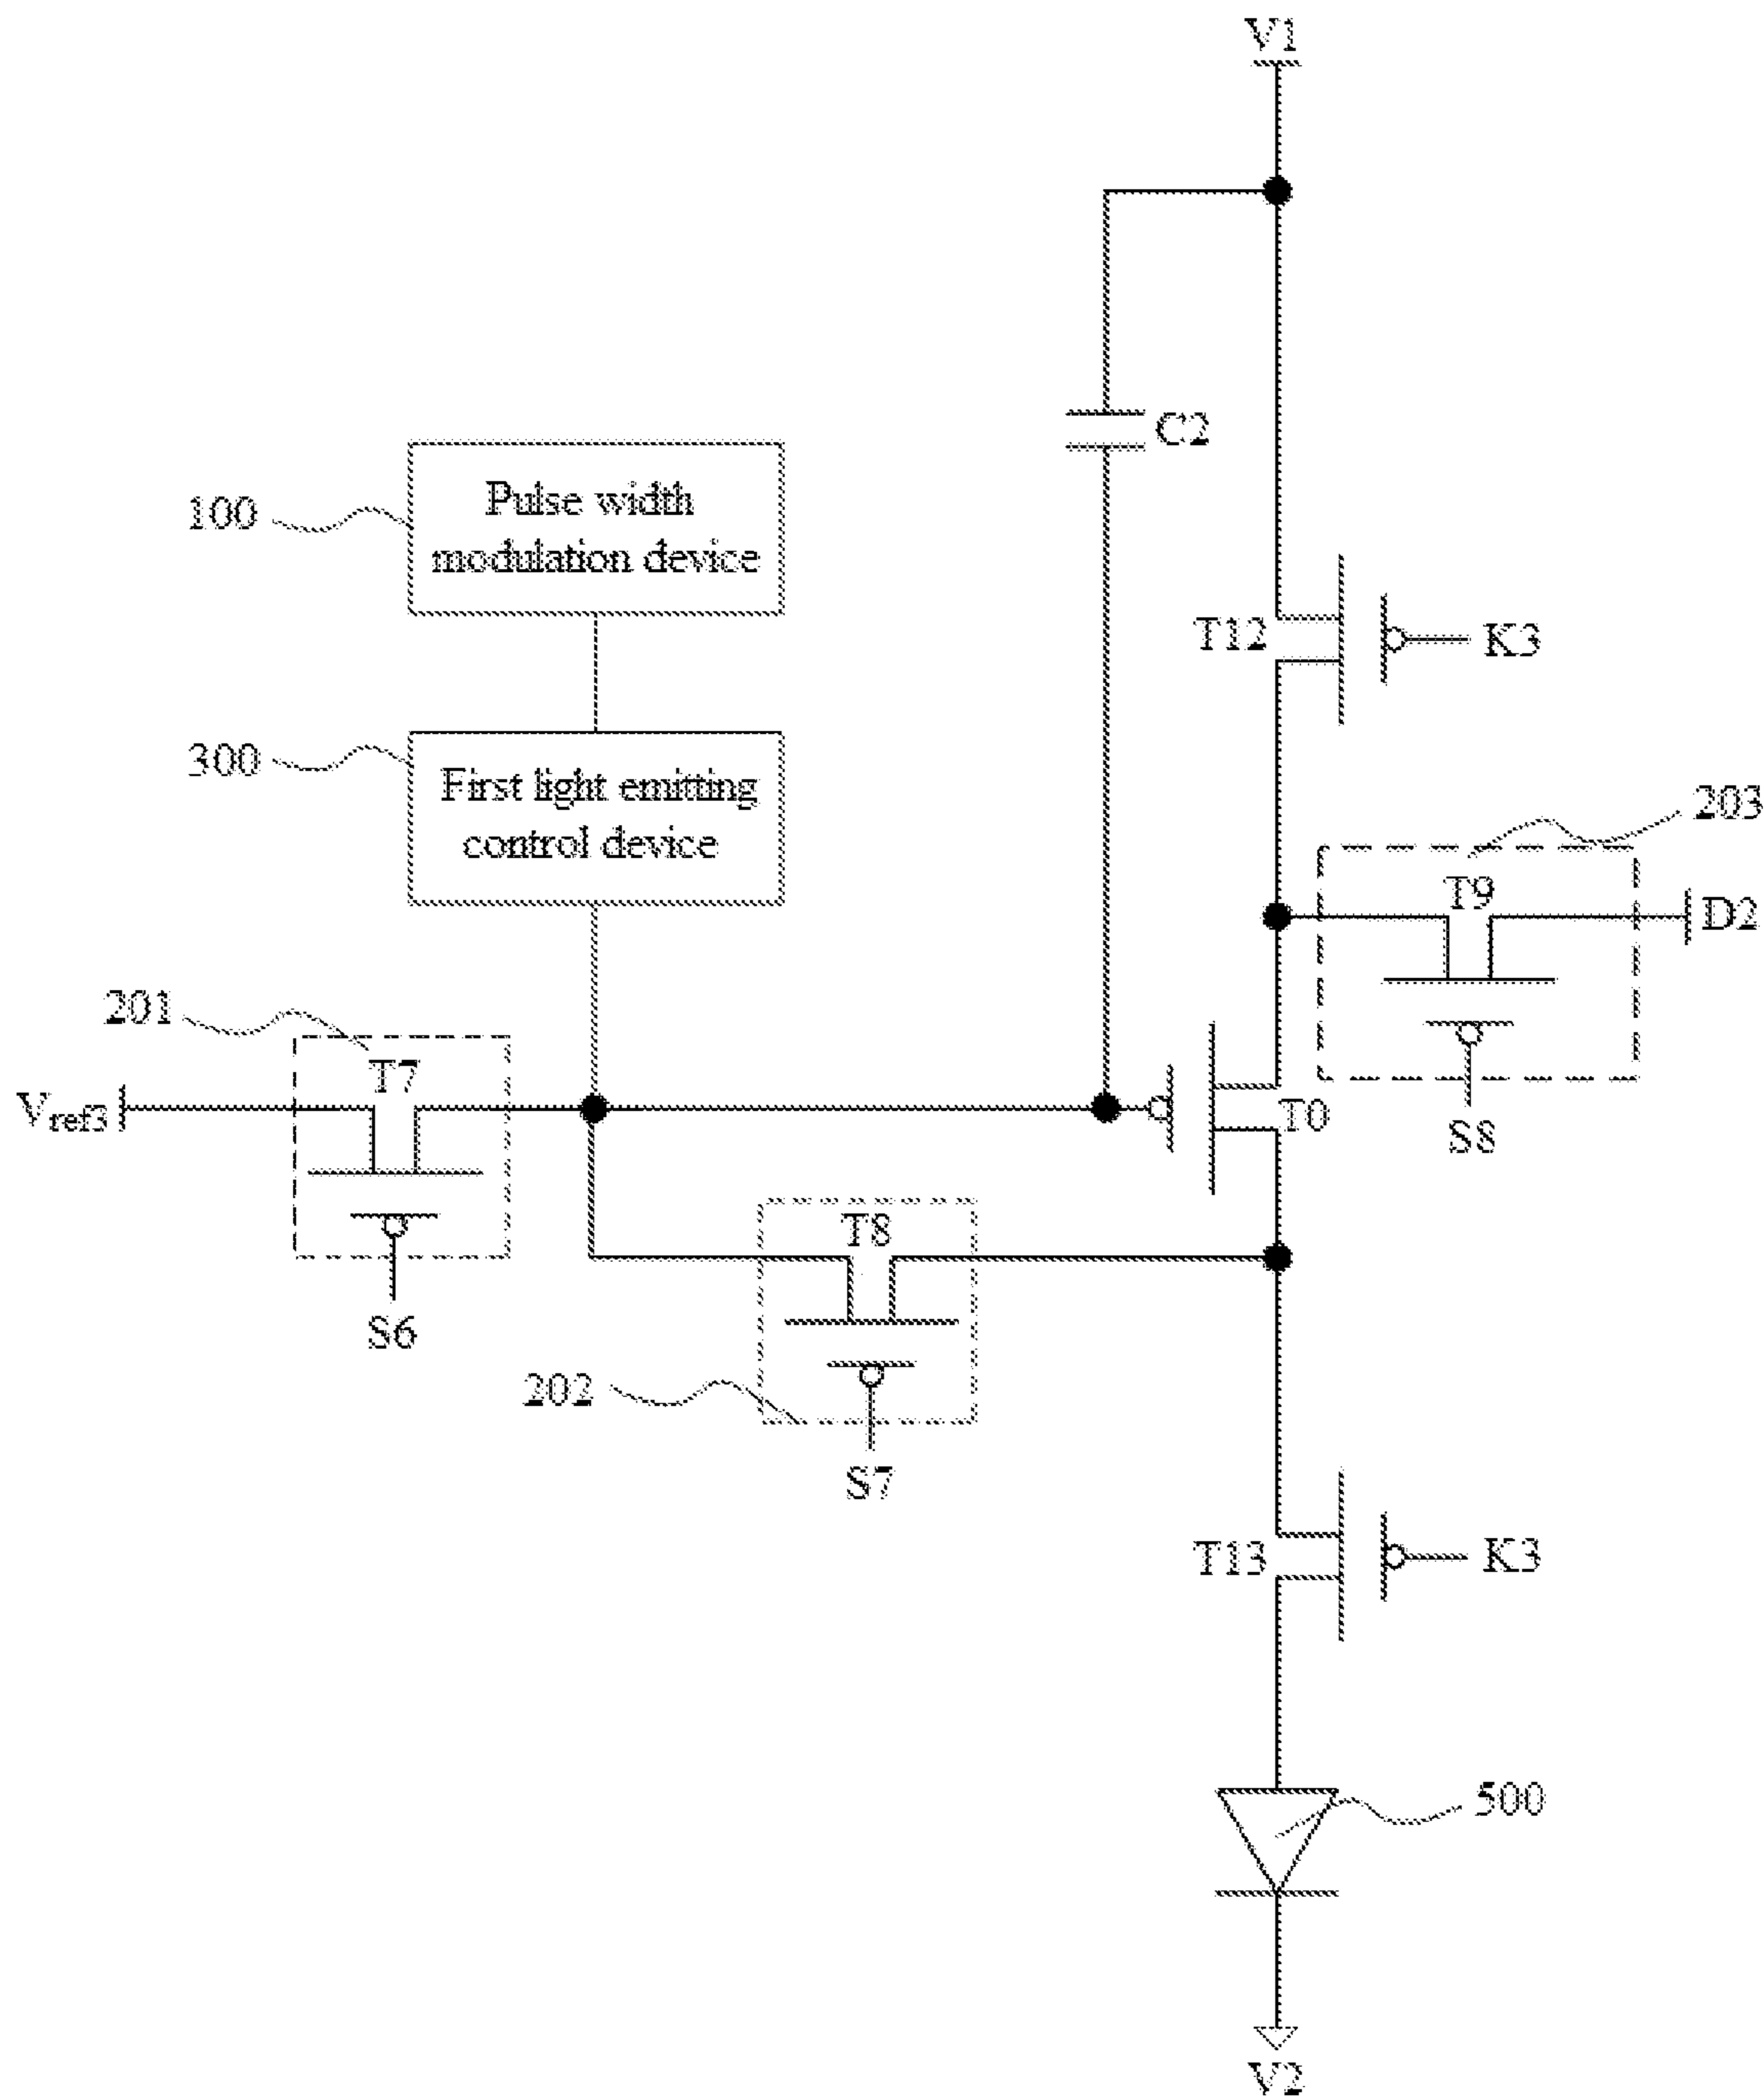 V1
C2
100
Pulse width
modulation device
T12
K3
300
First light emitting
control device
203
T9
D2
201
T7
Vref3
T0
S8
T8
S6
202
S7
T13
K3
500
V2